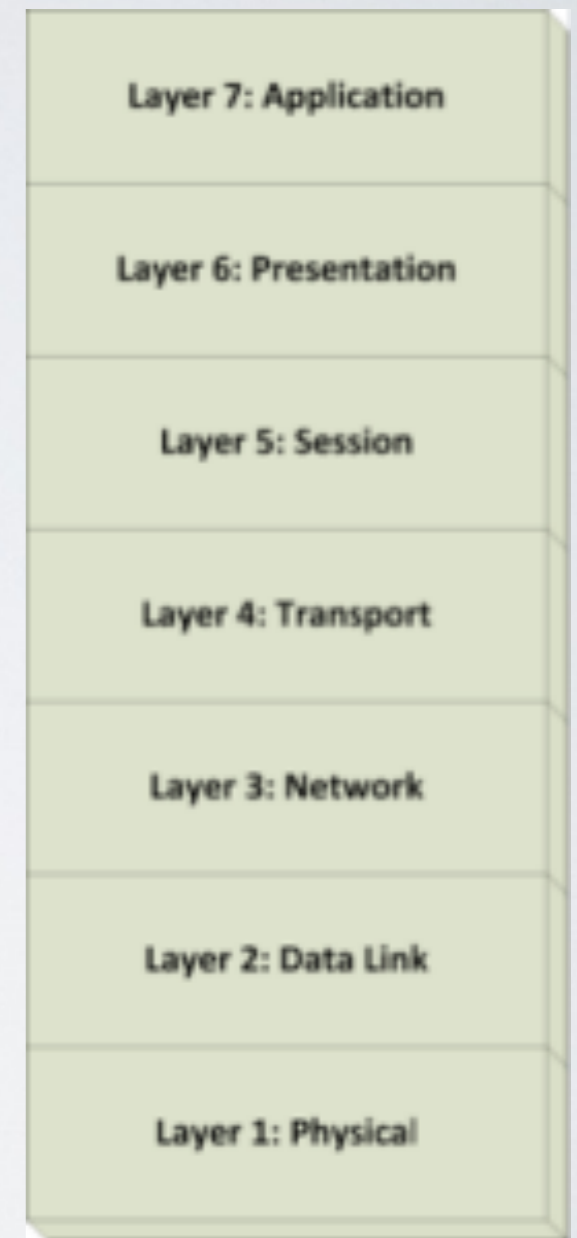 Layer 7: Application
Layer 6: Presentation
Layer 5: Session
Layer 4: Transport
Layer 3: Network
Layer 2: Data Link
Layer 1: Physical